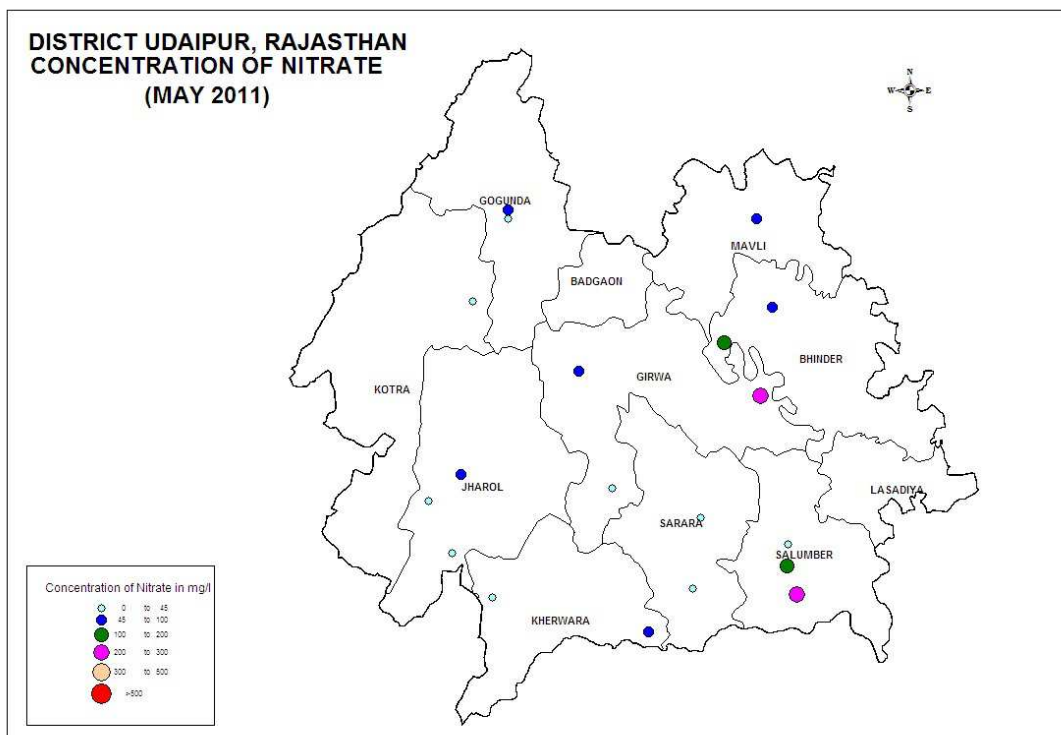 DISTRICT UDAIPUR, RAJASTHAN
CONCENTRATION OF NITRATE
(MAY 2011)
N
W E
S
GOGUNDA
MAVLI
BADGAON
BHINDER
GIRWA
KOTRA
JHAROL
LASADIYA
SARARA
SALUMBER
KHERWARA
Concentration of Nitrate in mg/l
0 to 45
45 to 100
100 to 200
200 to 300
300 to 500
>500